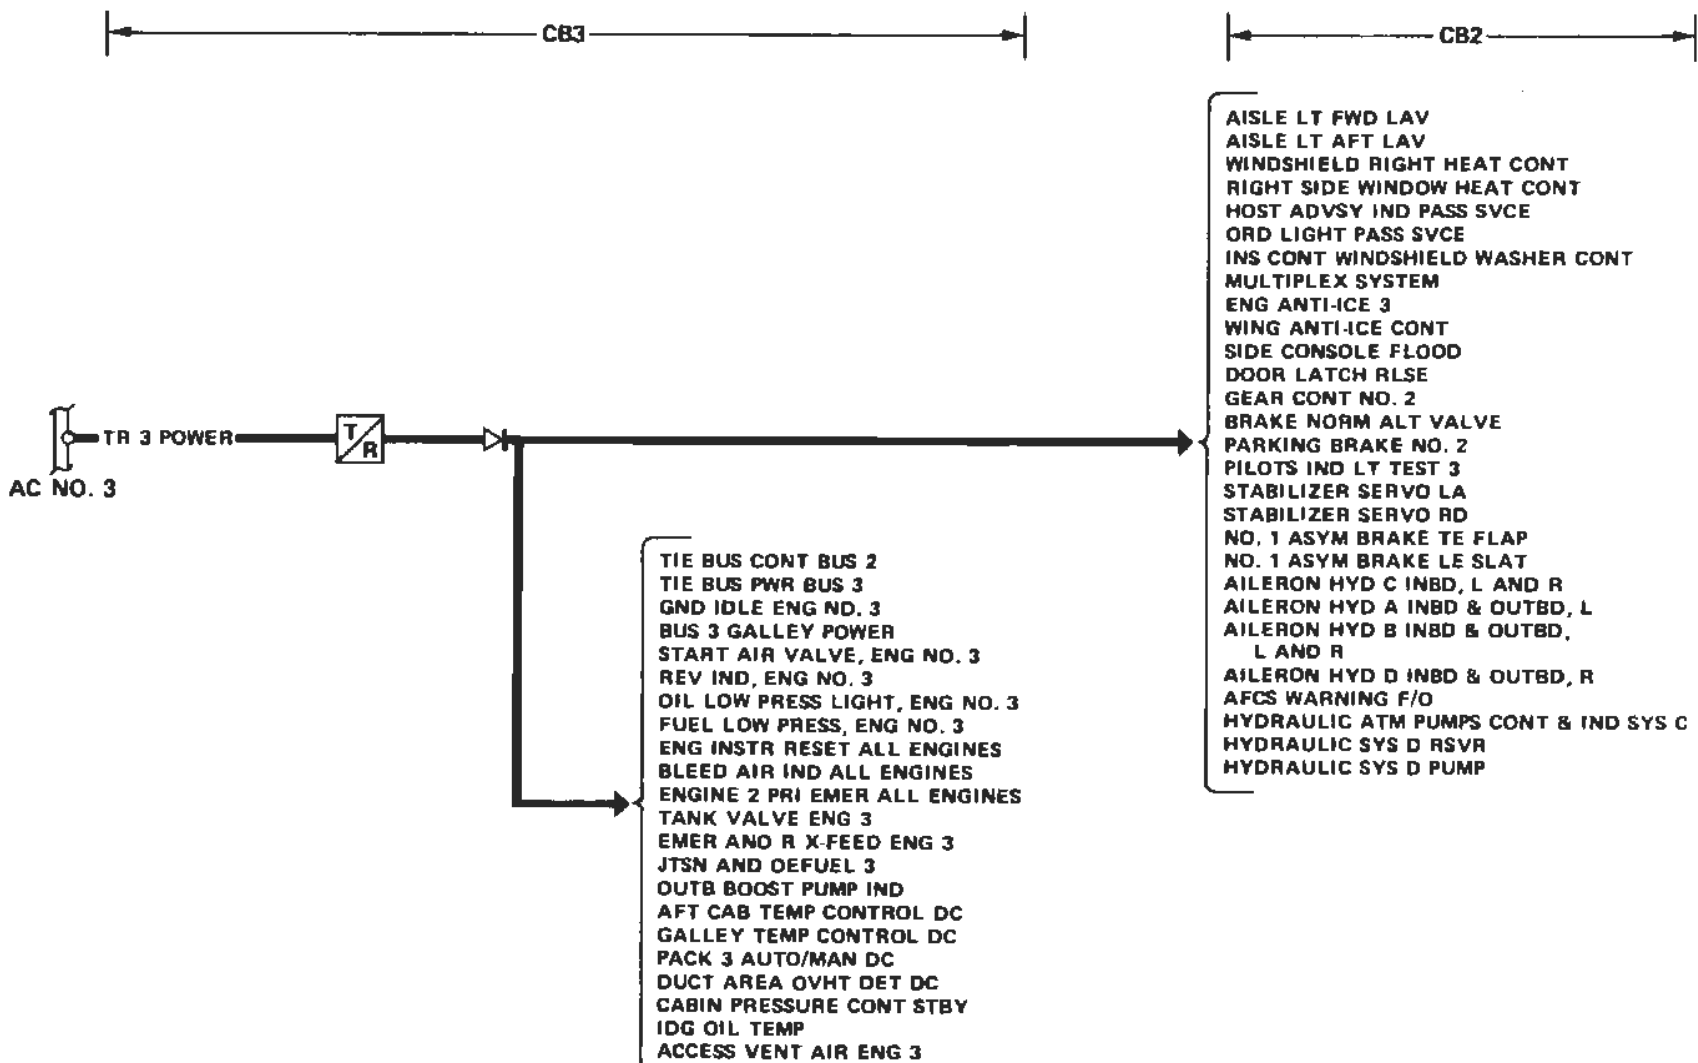 CB3
CB2
AISLE LT FWD LAV
AISLE LT AFT LAV
WINDSHIELD RIGHT HEAT CONT
RIGHT SIDE WINDOW HEAT CONT
HOST ADVSY IND PASS SVCE
ORD LIGHT PASS SVCE
INS CONT WINDSHIELD WASHER CONT
MULTIPLEX SYSTEM
ENG ANTI-ICE 3
WING ANTI-ICE CONT
SIDE CONSOLE FLOOD
DOOR LATCH RLSE
GEAR CONT NO. 2
BRAKE NORM ALT VALVE
PARKING BRAKE NO. 2
PILOTS IND LT TEST 3
STABILIZER SERVO LA
STABILIZER SERVO RD
NO. 1 ASYM BRAKE TE FLAP
NO. 1 ASYM BRAKE LE SLAT
AILERON HYD C INBD, L AND R
AILERON HYD A INBD & OUTBD, L
AILERON HYD B INBD & OUTBD,
L AND R
AILERON HYD D INBD & OUTBD, R
AFCS WARNING F/O
HYDRAULIC ATM PUMPS CONT & IND SYS C
HYDRAULIC SYS D RSVR
HYDRAULIC SYS D PUMP
TR 3 POWER
T/R
AC NO. 3
TIE BUS CONT BUS 2
TIE BUS PWR BUS 3
GND IDLE ENG NO. 3
BUS 3 GALLEY POWER
START AIR VALVE, ENG NO. 3
REV IND, ENG NO. 3
OIL LOW PRESS LIGHT, ENG NO. 3
FUEL LOW PRESS, ENG NO. 3
ENG INSTR RESET ALL ENGINES
BLEED AIR IND ALL ENGINES
ENGINE 2 PRI EMER ALL ENGINES
TANK VALVE ENG 3
EMER AND R X-FEED ENG 3
JTSN AND DEFUEL 3
OUTB BOOST PUMP IND
AFT CAB TEMP CONTROL DC
GALLEY TEMP CONTROL DC
PACK 3 AUTO/MAN DC
DUCT AREA OVHT DET DC
CABIN PRESSURE CONT STBY
IDG OIL TEMP
ACCESS VENT AIR ENG 3